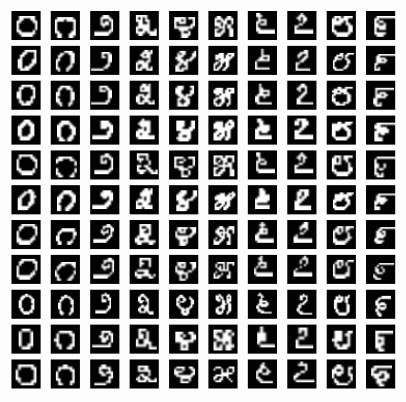 ೦ ೧ ೨ ೩ ೪ ೫ ೬ ೭ ೮ ೯
೦ ೧ ೨ ೩ ೪ ೫ ೬ ೭ ೮ ೯
೦ ೧ ೨ ೩ ೪ ೫ ೬ ೭ ೮ ೯
೦ ೧ ೨ ೩ ೪ ೫ ೬ ೭ ೮ ೯
೦ ೧ ೨ ೩ ೪ ೫ ೬ ೭ ೮ ೯
೦ ೧ ೨ ೩ ೪ ೫ ೬ ೭ ೮ ೯
೦ ೧ ೨ ೩ ೪ ೫ ೬ ೭ ೮ ೯
೦ ೧ ೨ ೩ ೪ ೫ ೬ ೭ ೮ ೯
೦ ೧ ೨ ೩ ೪ ೫ ೬ ೭ ೮ ೯
೦ ೧ ೨ ೩ ೪ ೫ ೬ ೭ ೮ ೯
೦ ೧ ೨ ೩ ೪ ೫ ೬ ೭ ೮ ೯